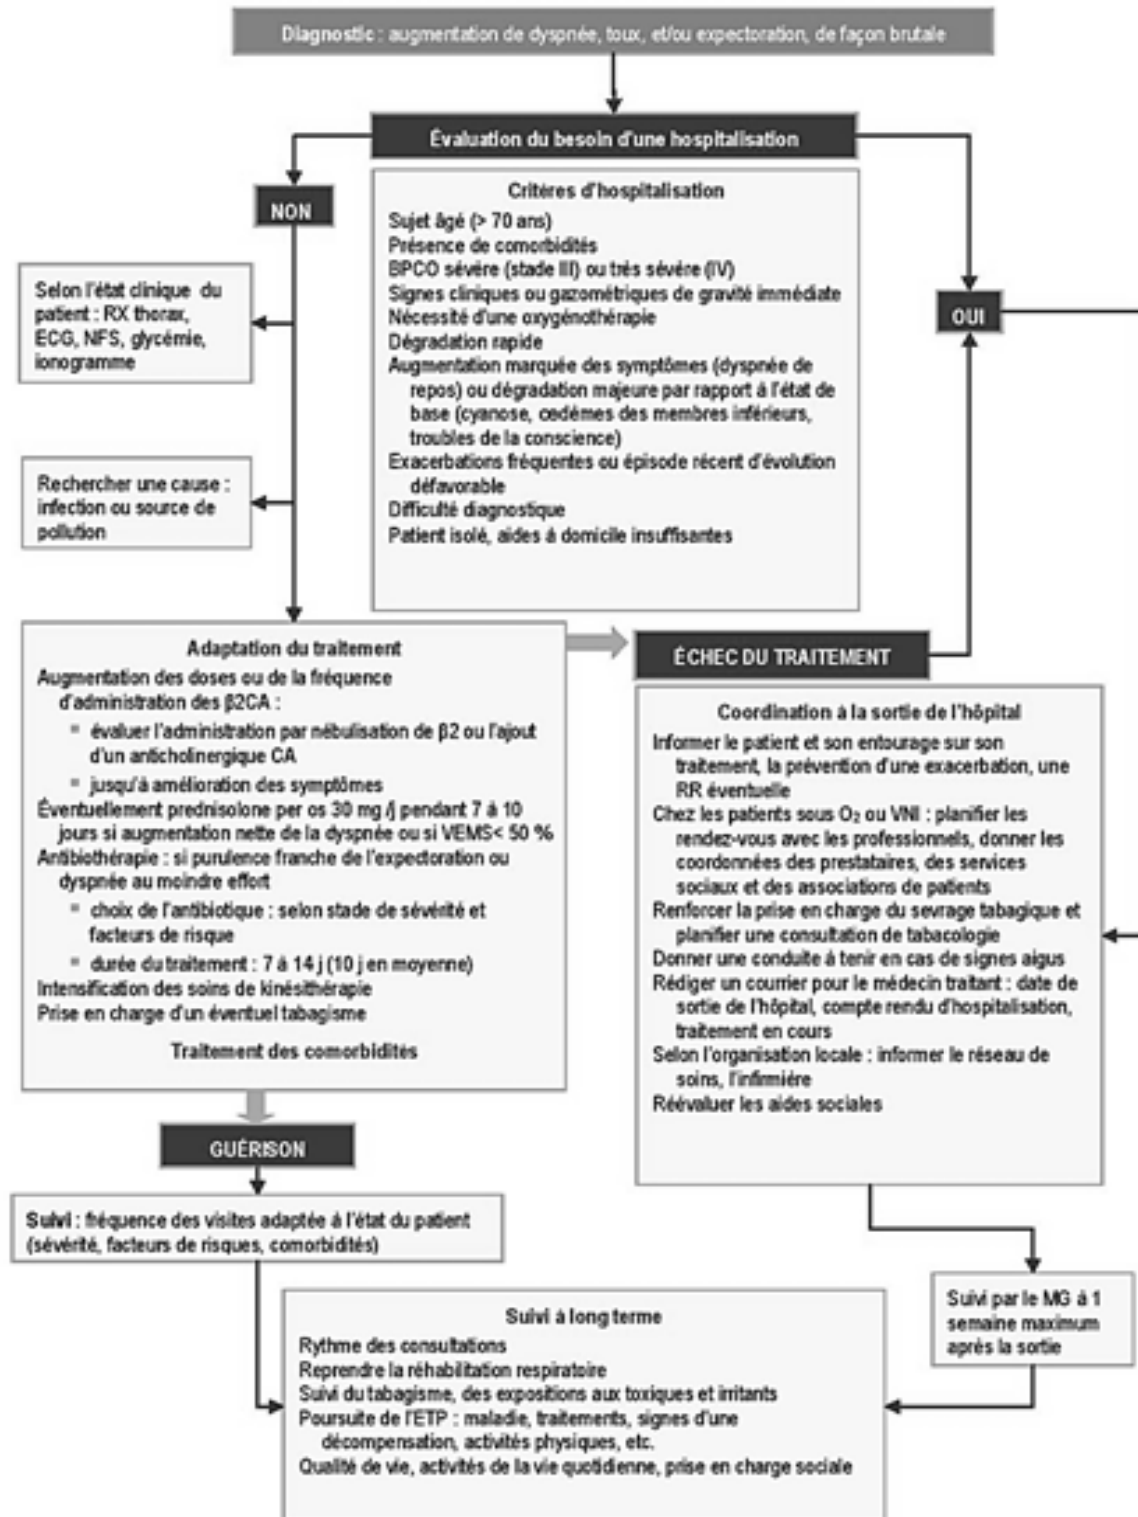 Diagnostic : augmentation de dyspnée, toux, et/ou expectoration, de façon brutale
Évaluation du besoin d'une hospitalisation
NON
Critères d'hospitalisation
Sujet âgé (> 70 ans)
Présence de comorbidités
BPCO sévère (stade III) ou très sévère (IV)
Signes cliniques ou gazométriques de gravité immédiate
Nécessité d'une oxygénothérapie
Dégradation rapide
Augmentation marquée des symptômes (dyspnée de
repos) ou dégradation majeure par rapport à l'état de
base (cyanose, œdèmes des membres inférieurs,
troubles de la conscience)
Exacerbations fréquentes ou épisode récent d'évolution
défavorable
Difficulté diagnostique
Patient isolé, aides à domicile insuffisantes
OUI
Selon l'état clinique du
patient : RX thorax,
ECG, NFS, glycémie,
ionogramme
Rechercher une cause :
infection ou source de
pollution
Adaptation du traitement
Augmentation des doses ou de la fréquence
d'administration des β2CA :
▪ évaluer l'administration par nébulisation de β2 ou l'ajout
d'un anticholinergique CA
▪ jusqu'à amélioration des symptômes
Éventuellement prednisolone per os 30 mg /j pendant 7 à 10
jours si augmentation nette de la dyspnée ou si VEMS< 50 %
Antibiothérapie : si purulence franche de l'expectoration ou
dyspnée au moindre effort
▪ choix de l'antibiotique : selon stade de sévérité et
facteurs de risque
▪ durée du traitement : 7 à 14 j (10 j en moyenne)
Intensification des soins de kinésithérapie
Prise en charge d'un éventuel tabagisme
Traitement des comorbidités
ÉCHEC DU TRAITEMENT
Coordination à la sortie de l'hôpital
Informer le patient et son entourage sur son
traitement, la prévention d'une exacerbation, une
RR éventuelle
Chez les patients sous O₂ ou VNI : planifier les
rendez-vous avec les professionnels, donner les
coordonnées des prestataires, des services
sociaux et des associations de patients
Renforcer la prise en charge du sevrage tabagique et
planifier une consultation de tabacologie
Donner une conduite à tenir en cas de signes aigus
Rédiger un courrier pour le médecin traitant : date de
sortie de l'hôpital, compte rendu d'hospitalisation,
traitement en cours
Selon l'organisation locale : informer le réseau de
soins, l'infirmière
Réévaluer les aides sociales
GUÉRISON
Suivi : fréquence des visites adaptée à l'état du patient
(sévérité, facteurs de risques, comorbidités)
Suivi par le MG à 1
semaine maximum
après la sortie
Suivi à long terme
Rythme des consultations
Reprendre la réhabilitation respiratoire
Suivi du tabagisme, des expositions aux toxiques et irritants
Poursuite de l'ETP : maladie, traitements, signes d'une
décompensation, activités physiques, etc.
Qualité de vie, activités de la vie quotidienne, prise en charge sociale